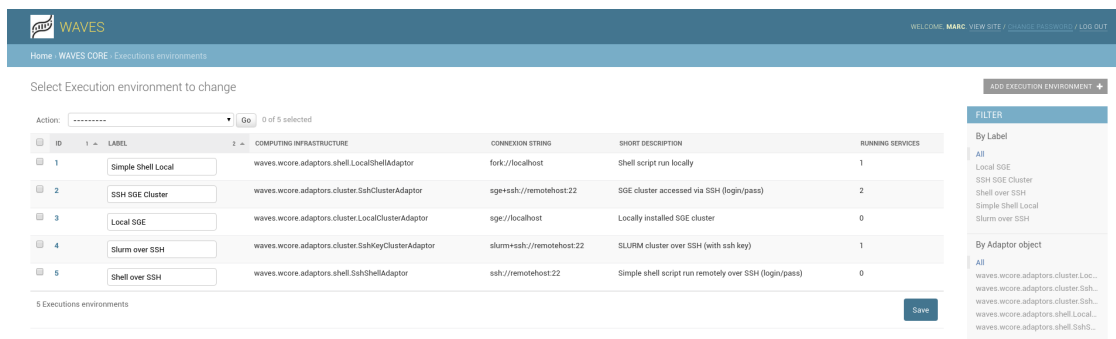 WAVES
WELCOME, MARC. VIEW SITE / CHANGE PASSWORD / LOG OUT
Home › WAVES CORE › Executions environments
Select Execution environment to change
ADD EXECUTION ENVIRONMENT +
Action: --------- Go 0 of 5 selected
ID 1 LABEL 2 COMPUTING INFRASTRUCTURE CONNEXION STRING SHORT DESCRIPTION RUNNING SERVICES
1 Simple Shell Local waves.wcore.adaptors.shell.LocalShellAdaptor fork://localhost Shell script run locally 1
2 SSH SGE Cluster waves.wcore.adaptors.cluster.SshClusterAdaptor sge+ssh://remotehost:22 SGE cluster accessed via SSH (login/pass) 2
3 Local SGE waves.wcore.adaptors.cluster.LocalClusterAdaptor sge://localhost Locally installed SGE cluster 0
4 Slurm over SSH waves.wcore.adaptors.cluster.SshKeyClusterAdaptor slurm+ssh://remotehost:22 SLURM cluster over SSH (with ssh key) 1
5 Shell over SSH waves.wcore.adaptors.shell.SshShellAdaptor ssh://remotehost:22 Simple shell script run remotely over SSH (login/pass) 0
5 Executions environments
Save
FILTER
By Label
All
Local SGE
SSH SGE Cluster
Shell over SSH
Simple Shell Local
Slurm over SSH
By Adaptor object
All
waves.wcore.adaptors.cluster.Loc...
waves.wcore.adaptors.cluster.Ssh...
waves.wcore.adaptors.cluster.Ssh...
waves.wcore.adaptors.shell.Local...
waves.wcore.adaptors.shell.SshS...